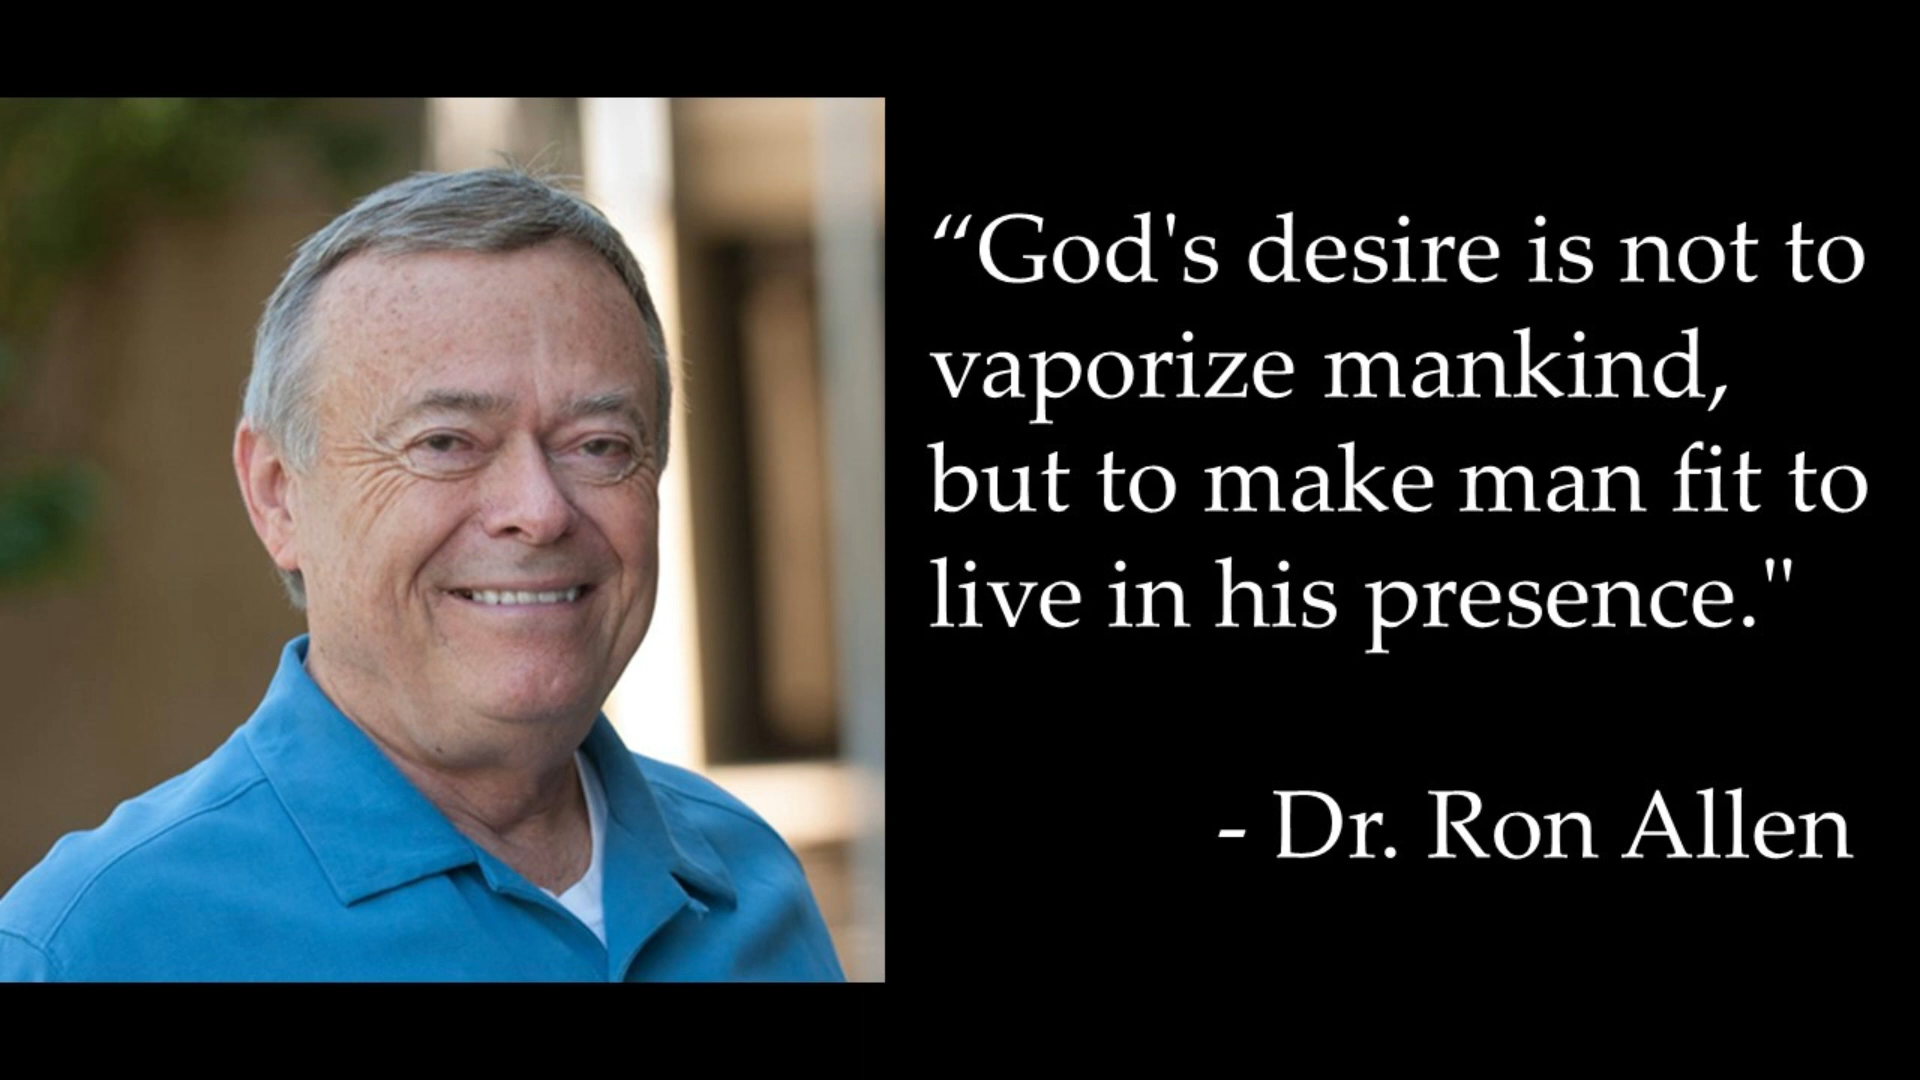 “God's desire is not to
vaporize mankind,
but to make man fit to
live in his presence."
- Dr. Ron Allen